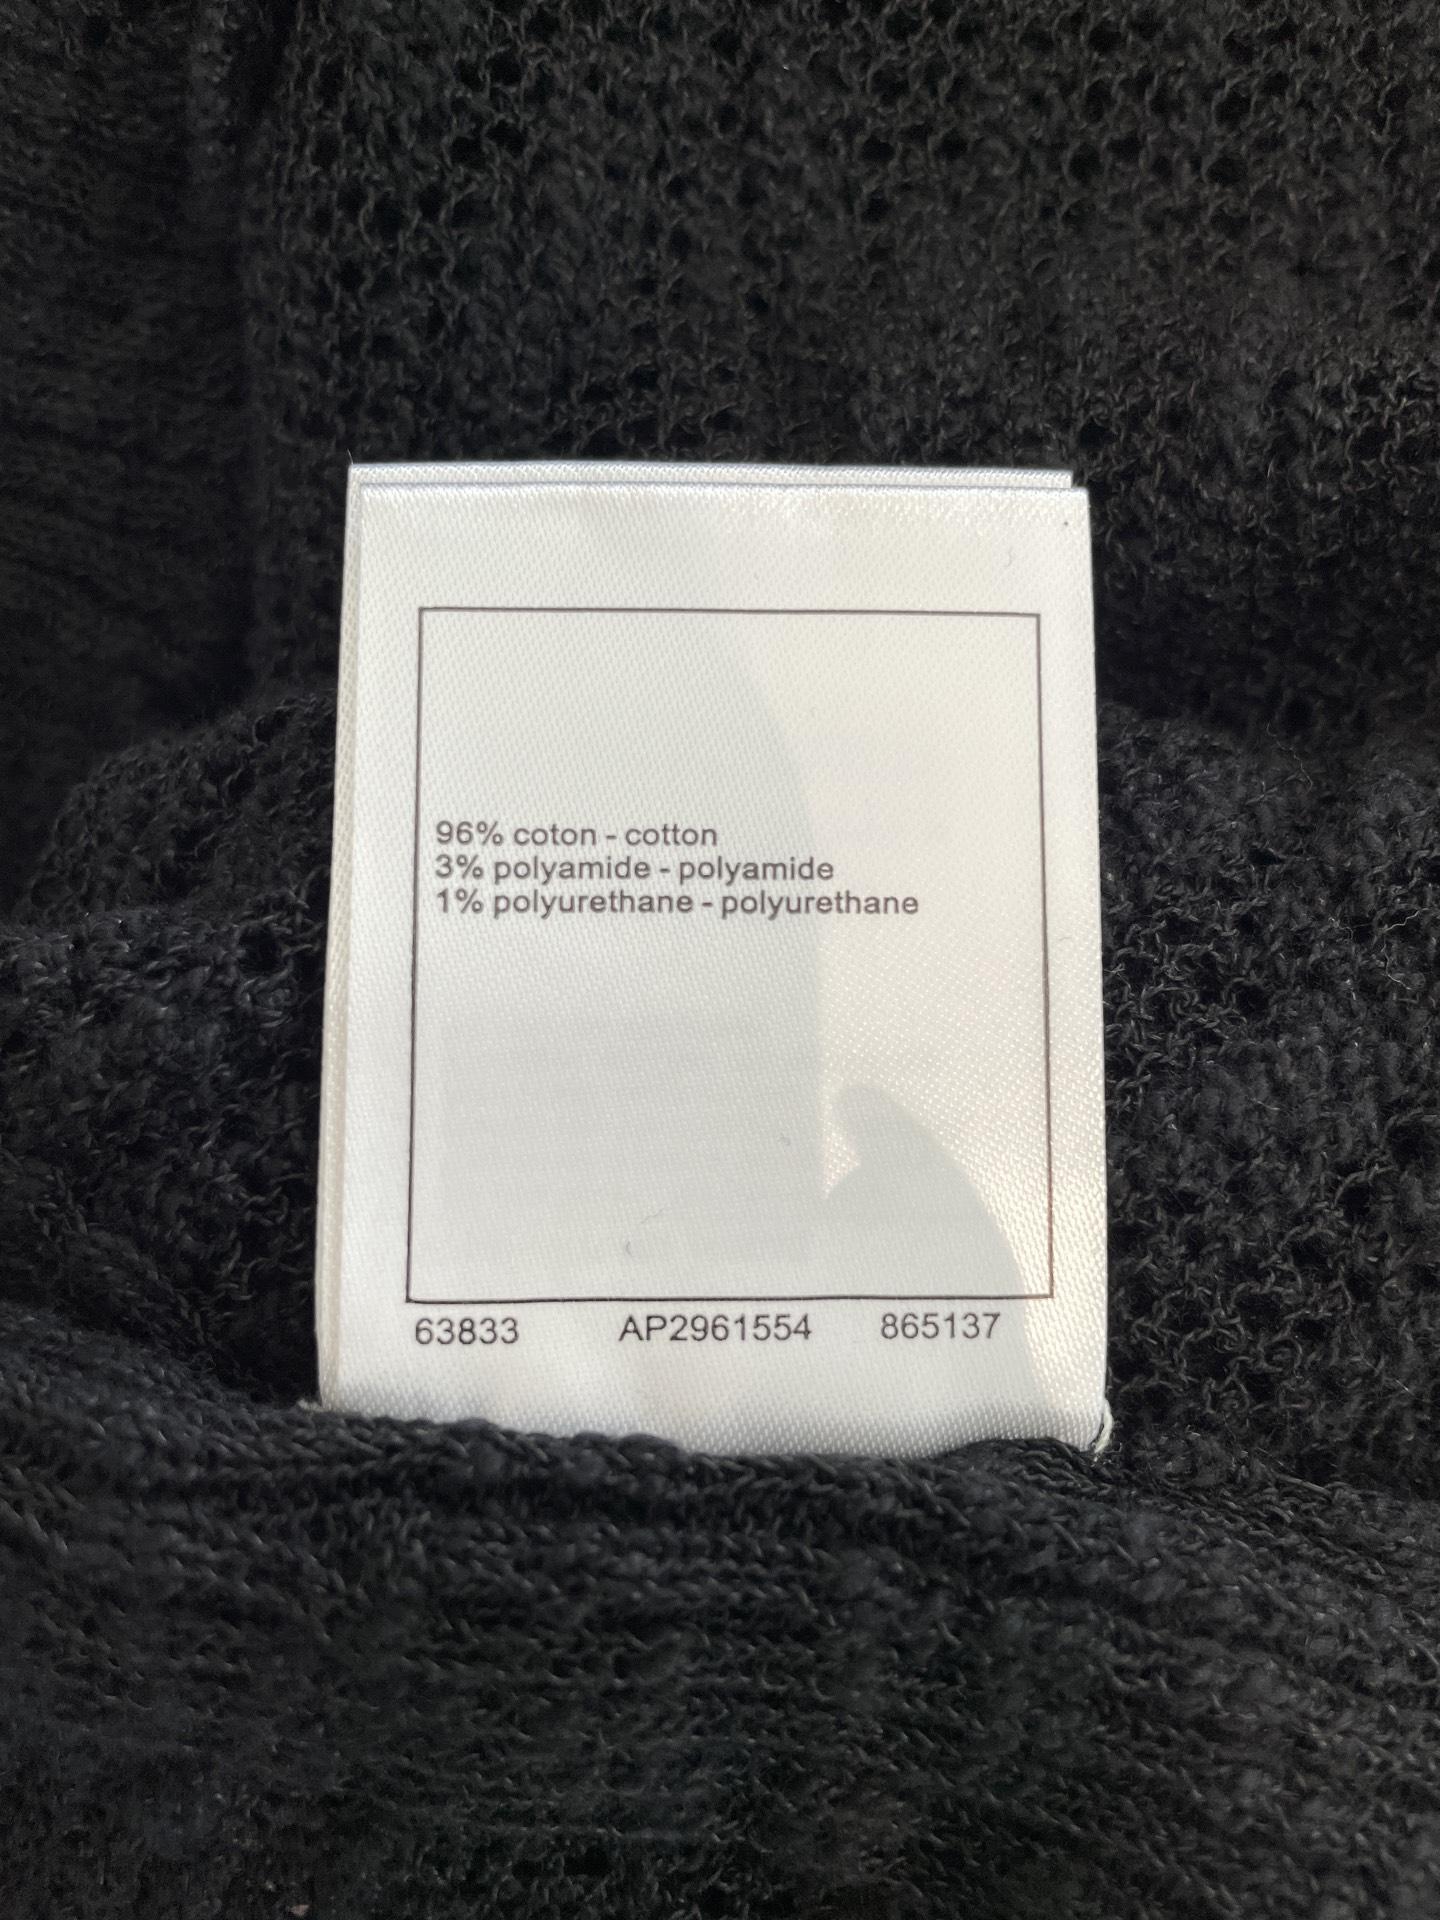 96% coton - cotton
3% polyamide - polyamide
1% polyurethane - polyurethane
63833 AP2961554 865137